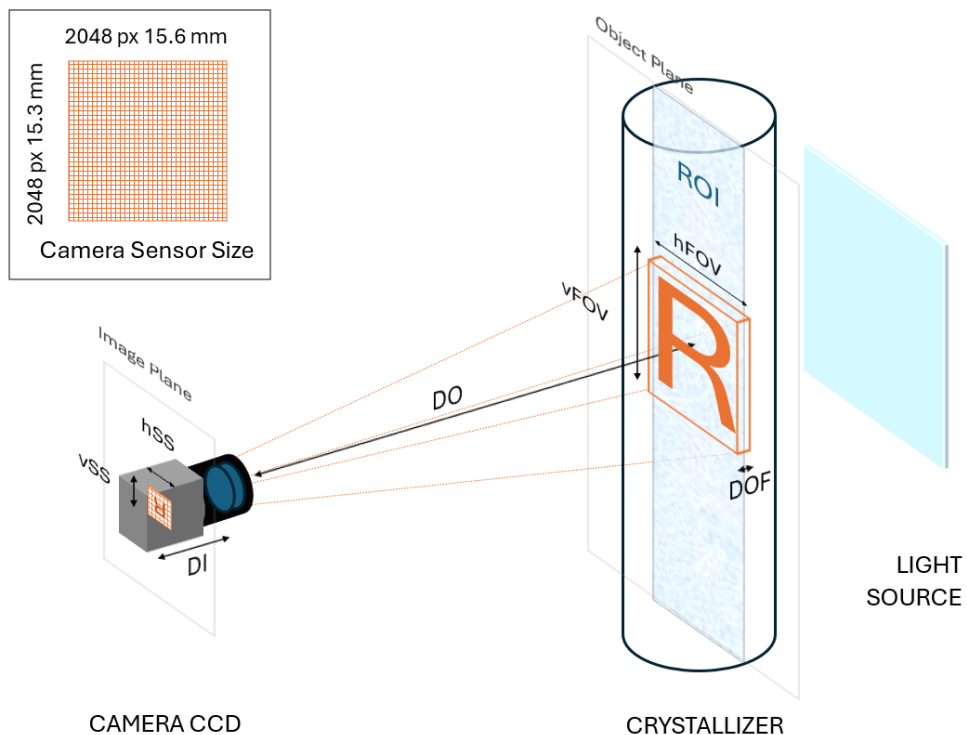 2048 px 15.6 mm
2048 px 15.3 mm
Camera Sensor Size
Object Plane
ROI
hFOV
vFOV
R
DO
DOF
Image Plane
hSS
vSS
R
DI
LIGHT
SOURCE
CAMERA CCD
CRYSTALLIZER